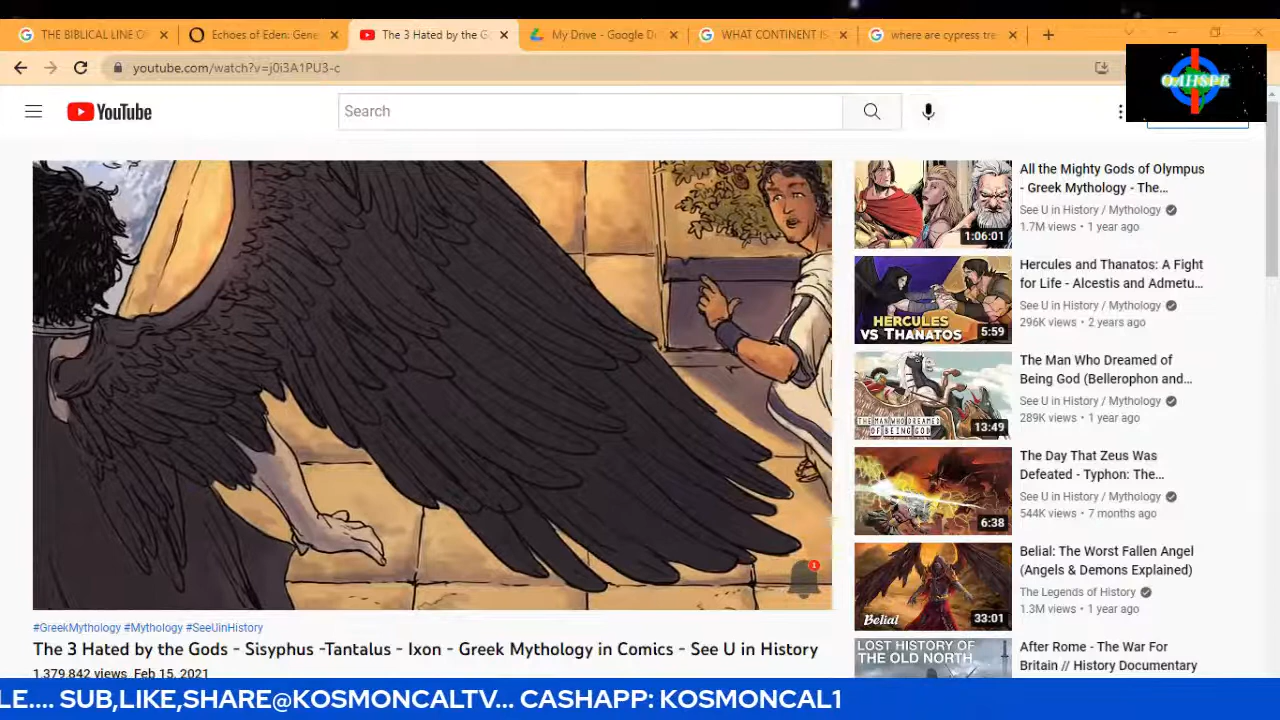 THE BIBLICAL LINE O
Echoes of Eden: Gene
The 3 Hated by the G
My Drive - Google D
WHAT CONTINENT IS
where are cypress tre
youtube.com/watch?v=j0i3A1PU3-c
OAHSPE
YouTube
Search
All the Mighty Gods of Olympus
- Greek Mythology - The...
See U in History / Mythology
1.7M views • 1 year ago
1:06:01
Hercules and Thanatos: A Fight
for Life - Alcestis and Admetu...
See U in History / Mythology
296K views • 2 years ago
HERCULES
VS THANATOS
5:59
The Man Who Dreamed of
Being God (Bellerophon and...
See U in History / Mythology
289K views • 1 year ago
THE MAN WHO DREAMED
OF BEING GOD
13:49
The Day That Zeus Was
Defeated - Typhon: The...
See U in History / Mythology
544K views • 7 months ago
6:38
Belial: The Worst Fallen Angel
(Angels & Demons Explained)
The Legends of History
1.3M views • 1 year ago
Belial
33:01
After Rome - The War For
Britain // History Documentary
LOST HISTORY OF
THE OLD NORTH
1
#GreekMythology #Mythology #SeeUinHistory
The 3 Hated by the Gods - Sisyphus -Tantalus - Ixon - Greek Mythology in Comics - See U in History
1,379,842 views Feb 15, 2021
LE.... SUB,LIKE,SHARE@KOSMONCALTV... CASHAPP: KOSMONCAL1